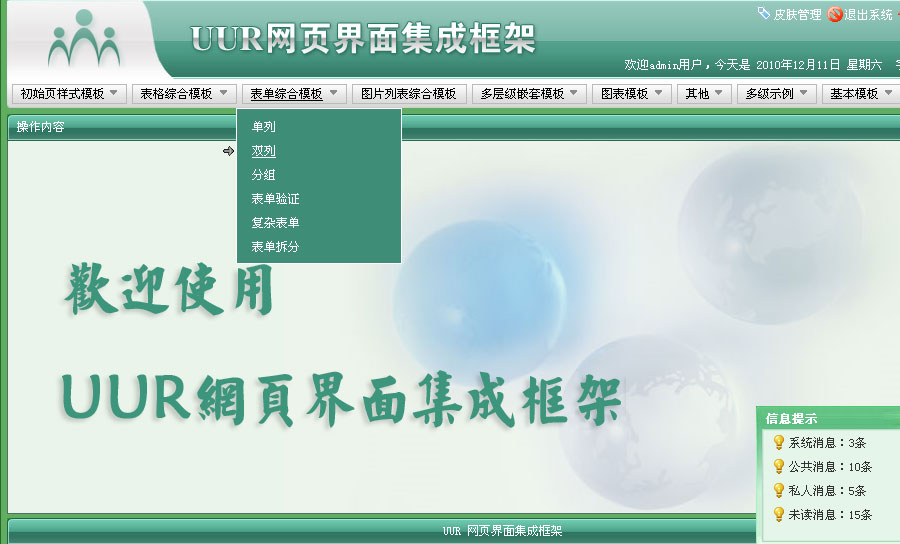 皮肤管理 退出系统
UUR网页界面集成框架
欢迎admin用户，今天是 2010年12月11日 星期六
初始页样式模板 表格综合模板 表单综合模板 图片列表综合模板 多层级嵌套模板 图表模板 其他 多级示例 基本模板
操作内容
单列
双列
分组
表单验证
复杂表单
表单拆分
歡迎使用
UUR網頁界面集成框架
信息提示
系统消息：3条
公共消息：10条
私人消息：5条
未读消息：15条
UUR 网页界面集成框架